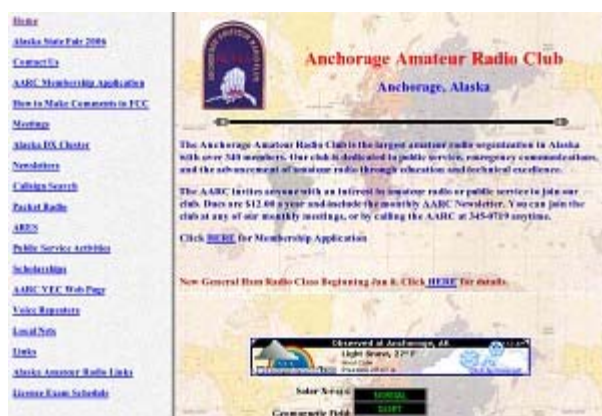 Home
Alaska State Fair 2006
Contact Us
AARC Membership Application
How to Make Comments to FCC
Meetings
Alaska DX Cluster
Newsletters
Callsign Search
Packet Radio
ARES
Public Service Activities
Scholarships
AARC VEC Web Page
Voice Repeaters
Local Nets
Links
Alaska Amateur Radio Links
License Exam Schedule
Anchorage Amateur Radio Club
Anchorage, Alaska
The Anchorage Amateur Radio Club is the largest amateur radio organization in Alaska
with over 340 members. Our club is dedicated to public service, emergency communications,
and the advancement of amateur radio through education and technical excellence.
The AARC invites anyone with an interest in amateur radio or public service to join our
club. Dues are $12.00 a year and include the monthly AARC Newsletter. You can join the
club at any of our monthly meetings, or by calling the AARC at 345-0719 anytime.
Click HERE for Membership Application
New General Ham Radio Class Beginning Jan 8. Click HERE for details.
Observed at Anchorage, AK
Light Snow, 27° F
Solar X-rays: NORMAL
Geomagnetic Field: QUIET